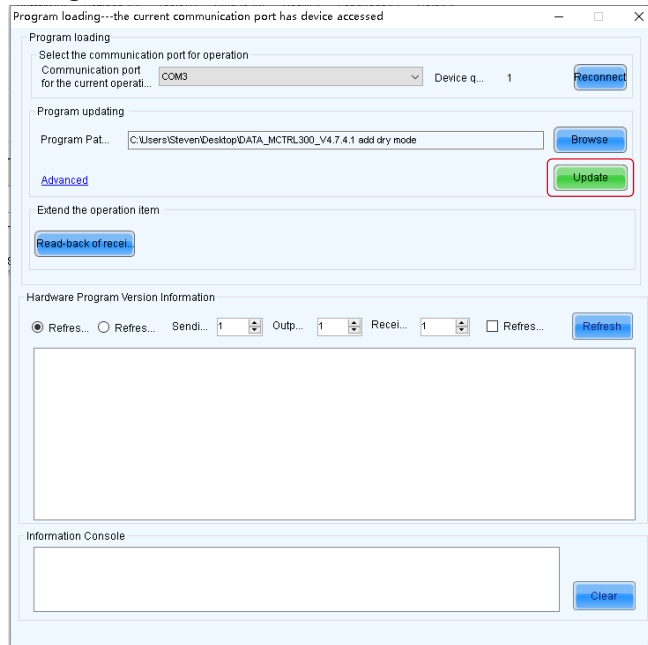 Program loading---the current communication port has device accessed
Program loading
Select the communication port for operation
Communication port
for the current operati... COM3 Device q... 1 Reconnect
Program updating
Program Pat... C:\Users\Steven\Desktop\DATA_MCTRL300_V4.7.4.1 add dry mode Browse
Advanced Update
Extend the operation item
Read-back of recei...
Hardware Program Version Information
Refres... Refres... Sendi... 1 Outp... 1 Recei... 1 Refres... Refresh
Information Console
Clear